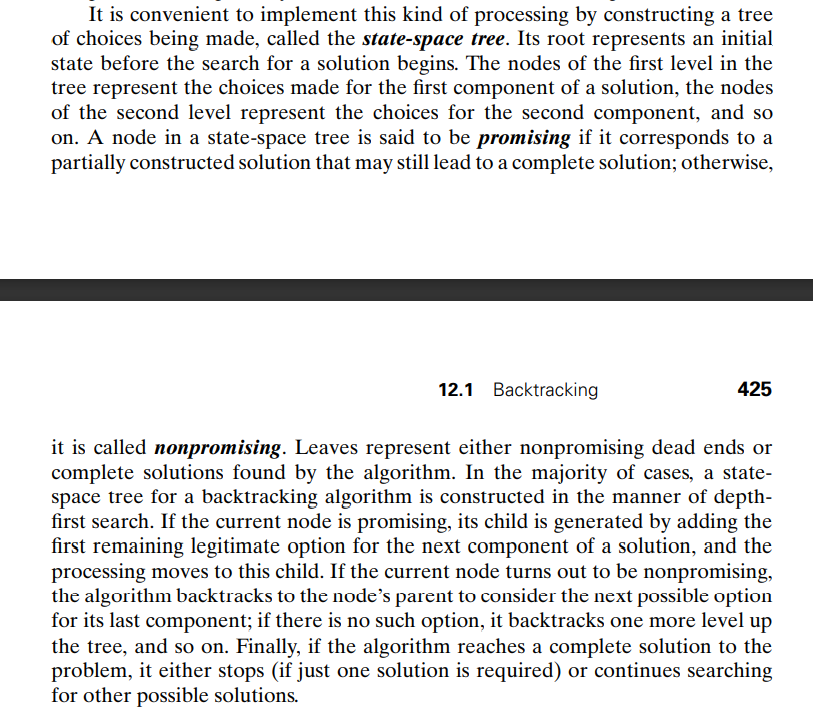 It is convenient to implement this kind of processing by constructing a tree
of choices being made, called the state-space tree. Its root represents an initial
state before the search for a solution begins. The nodes of the first level in the
tree represent the choices made for the first component of a solution, the nodes
of the second level represent the choices for the second component, and so
on. A node in a state-space tree is said to be promising if it corresponds to a
partially constructed solution that may still lead to a complete solution; otherwise,
12.1 Backtracking 425
it is called nonpromising. Leaves represent either nonpromising dead ends or
complete solutions found by the algorithm. In the majority of cases, a state-
space tree for a backtracking algorithm is constructed in the manner of depth-
first search. If the current node is promising, its child is generated by adding the
first remaining legitimate option for the next component of a solution, and the
processing moves to this child. If the current node turns out to be nonpromising,
the algorithm backtracks to the node's parent to consider the next possible option
for its last component; if there is no such option, it backtracks one more level up
the tree, and so on. Finally, if the algorithm reaches a complete solution to the
problem, it either stops (if just one solution is required) or continues searching
for other possible solutions.